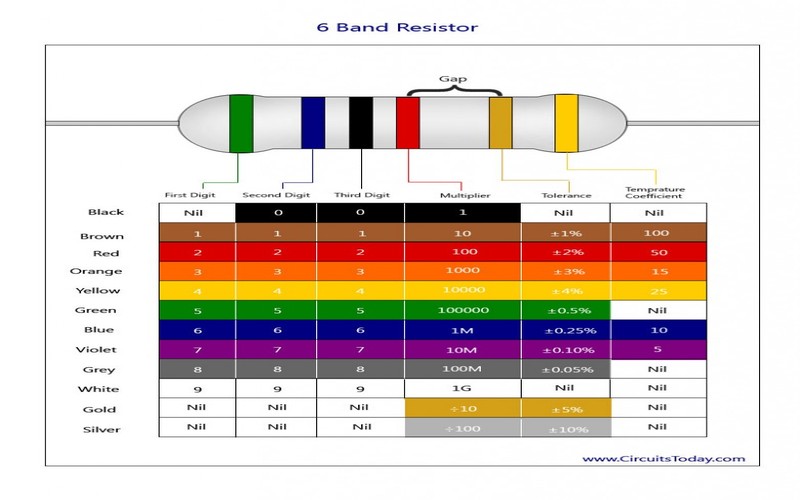 6 Band Resistor
Gap
First Digit Second Digit Third Digit Multiplier Tolerance Temprature Coefficient
Black Nil 0 0 1 Nil Nil
Brown 1 1 1 10 ±1% 100
Red 2 2 2 100 ±2% 50
Orange 3 3 3 1000 ±3% 15
Yellow 4 4 4 10000 ±4% 25
Green 5 5 5 100000 ±0.5% Nil
Blue 6 6 6 1M ±0.25% 10
Violet 7 7 7 10M ±0.10% 5
Grey 8 8 8 100M ±0.05% Nil
White 9 9 9 1G Nil Nil
Gold Nil Nil Nil ÷10 ±5% Nil
Silver Nil Nil Nil ÷100 ±10% Nil
www.CircuitsToday.com